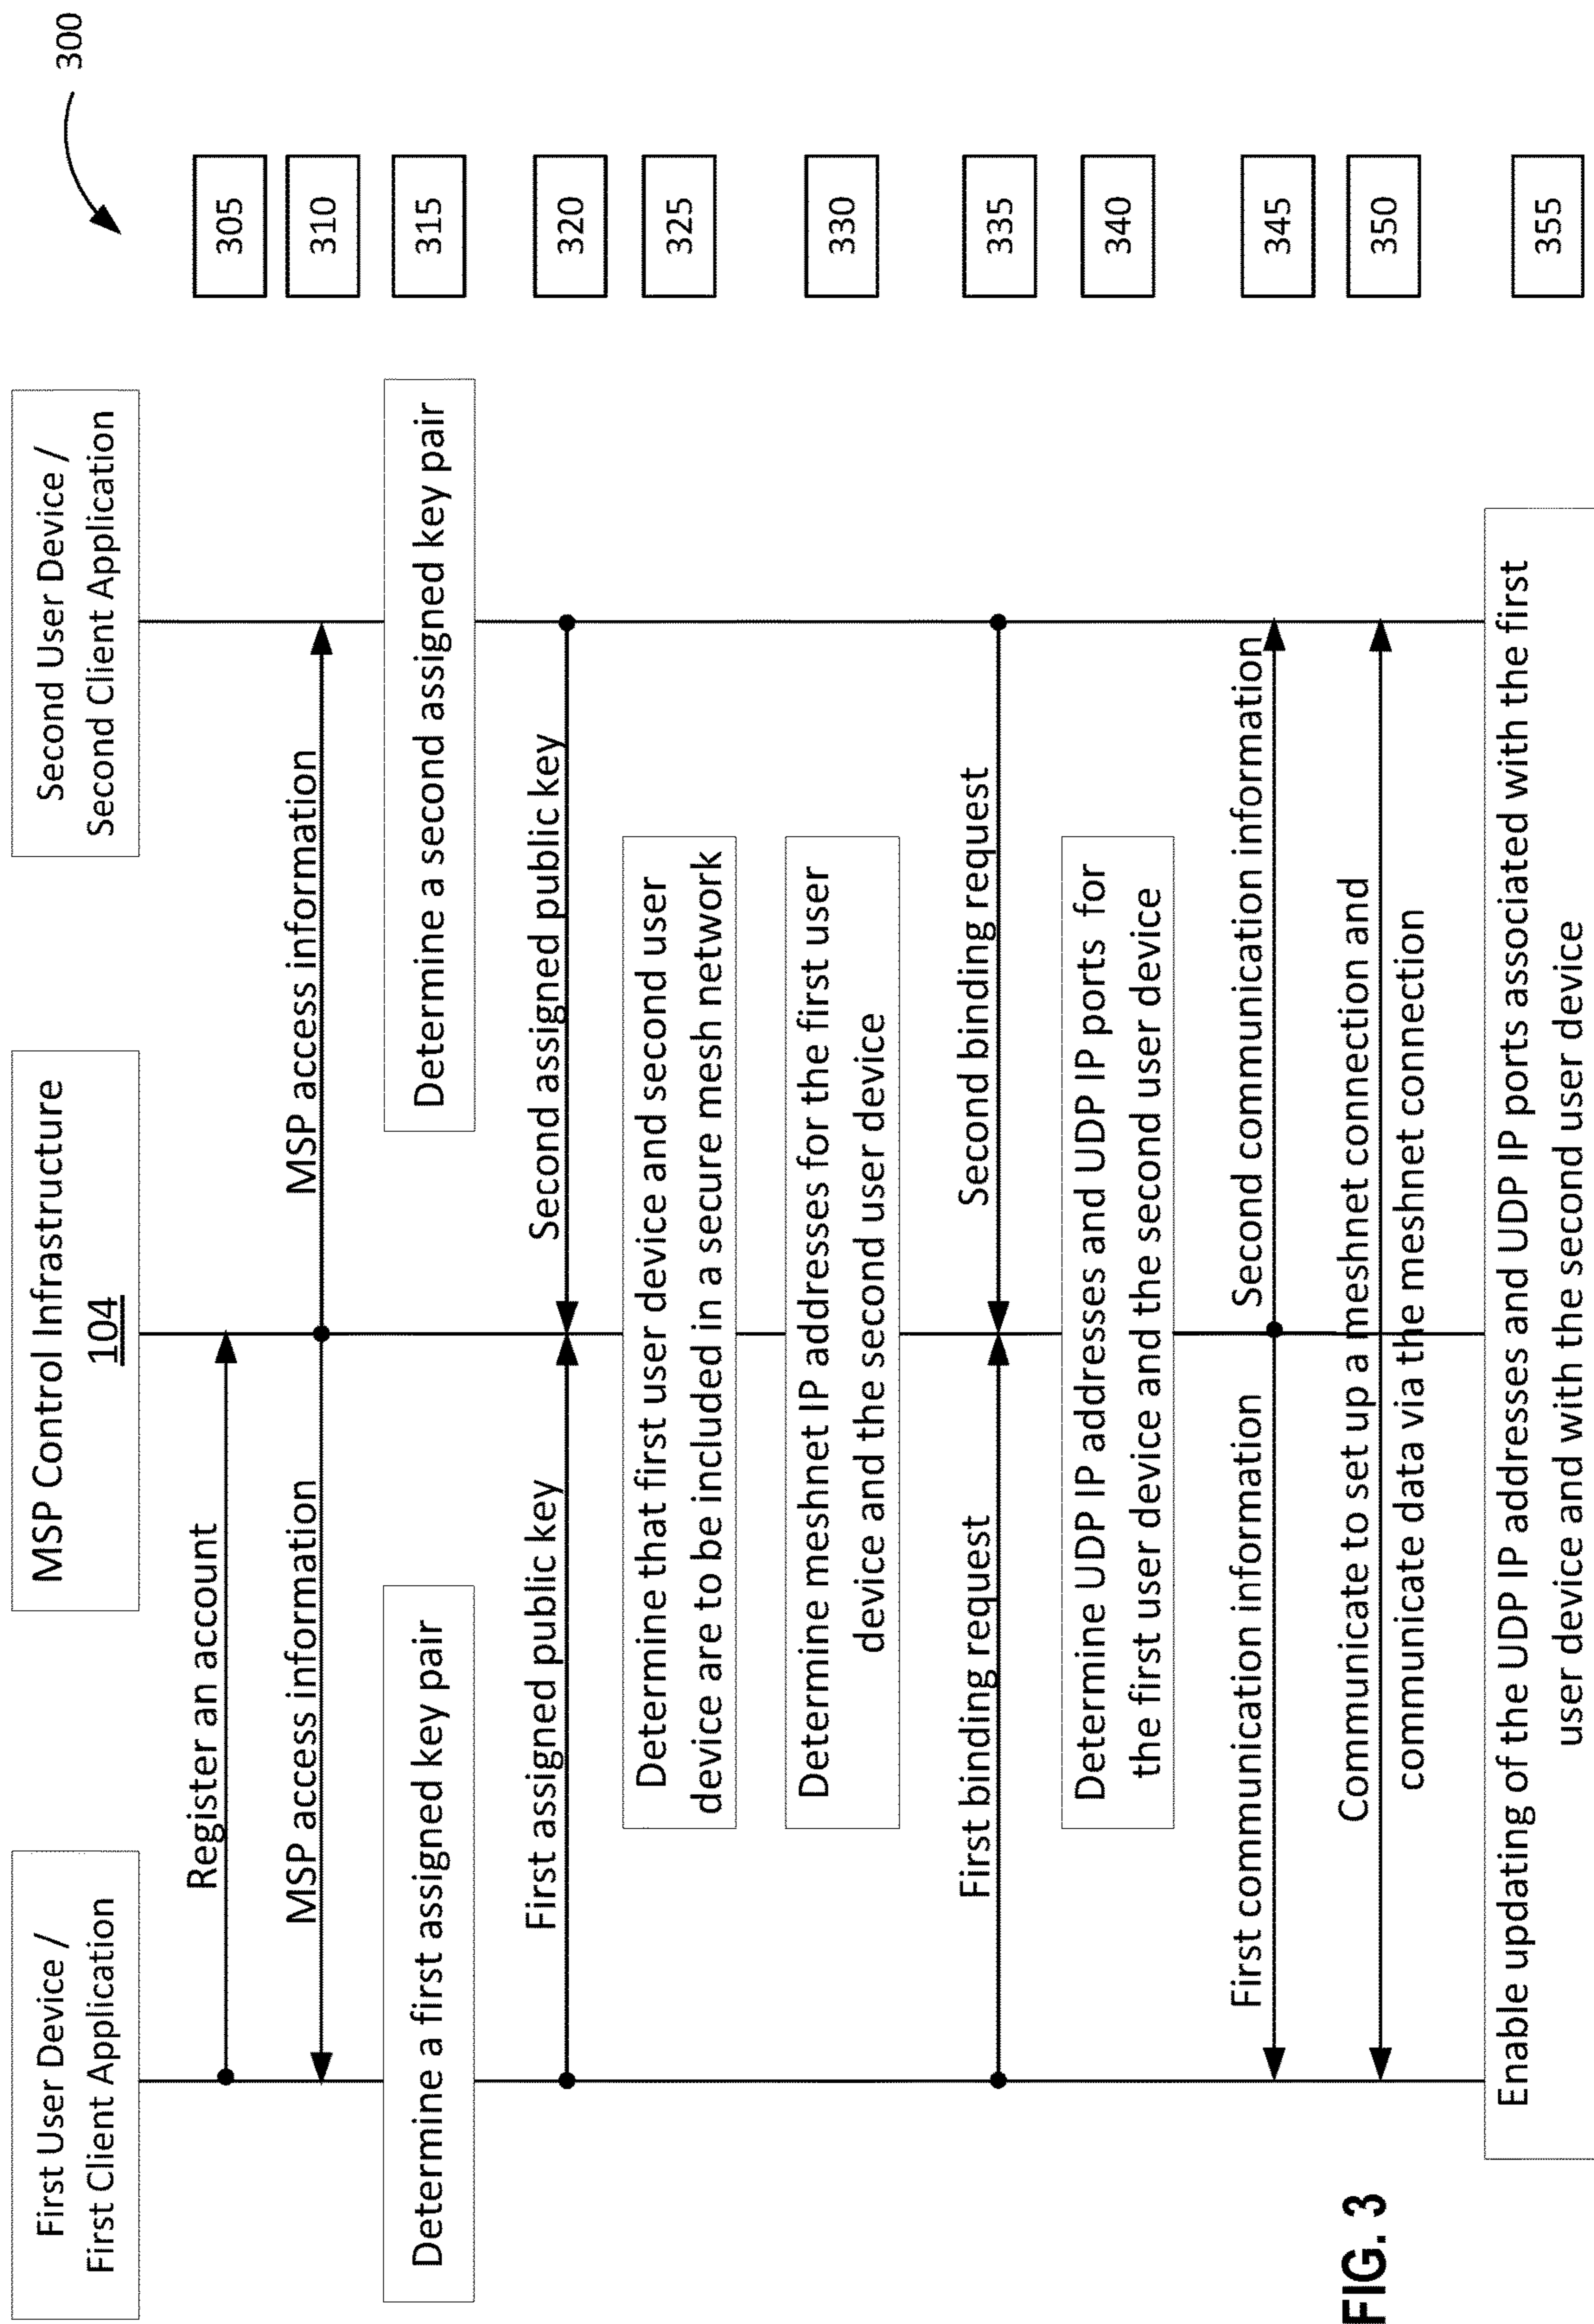 300
First User Device /
First Client Application
MSP Control Infrastructure
104
Second User Device /
Second Client Application
Register an account
305
MSP access information
MSP access information
310
Determine a first assigned key pair
Determine a second assigned key pair
315
First assigned public key
Second assigned public key
320
Determine that first user device and second user
device are to be included in a secure mesh network
325
Determine meshnet IP addresses for the first user
device and the second user device
330
First binding request
Second binding request
335
Determine UDP IP addresses and UDP IP ports for
the first user device and the second user device
340
First communication information
Second communication information
345
Communicate to set up a meshnet connection and
communicate data via the meshnet connection
350
Enable updating of the UDP IP addresses and UDP IP ports associated with the first
user device and with the second user device
355
FIG. 3